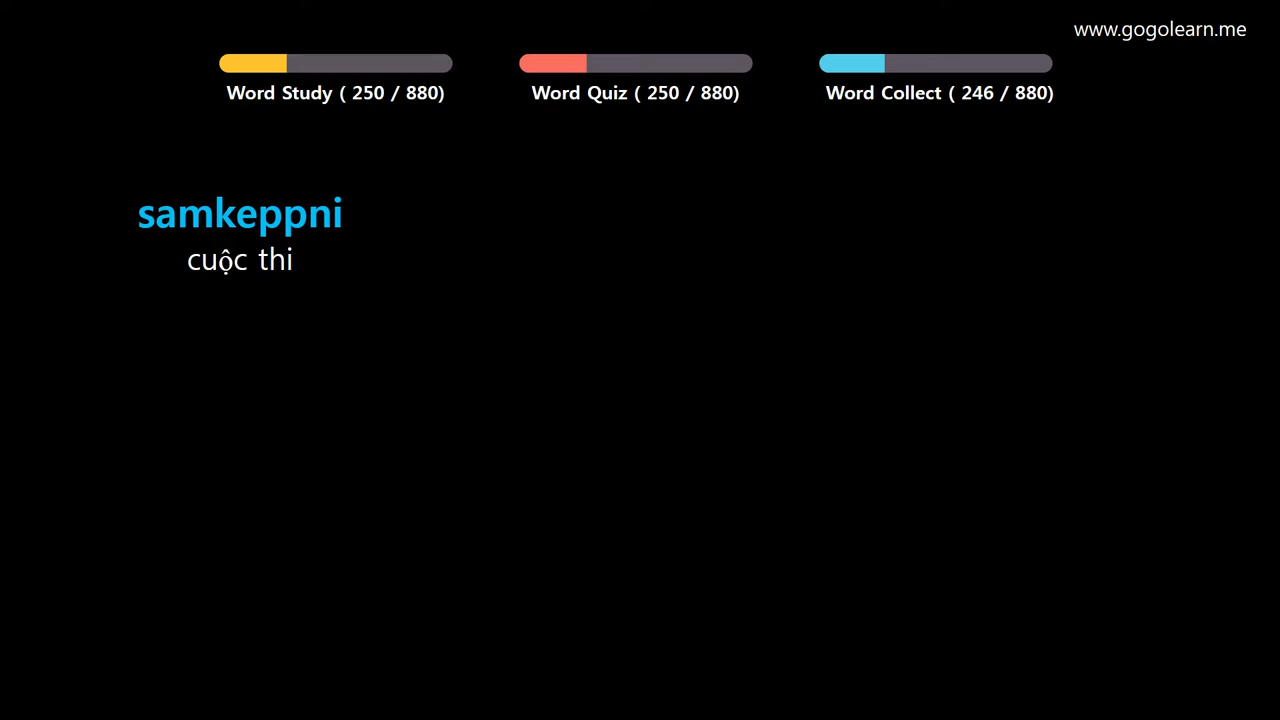 www.gogolearn.me
Word Study ( 250 / 880)
Word Quiz ( 250 / 880)
Word Collect ( 246 / 880)
samkeppni
cuộc thi